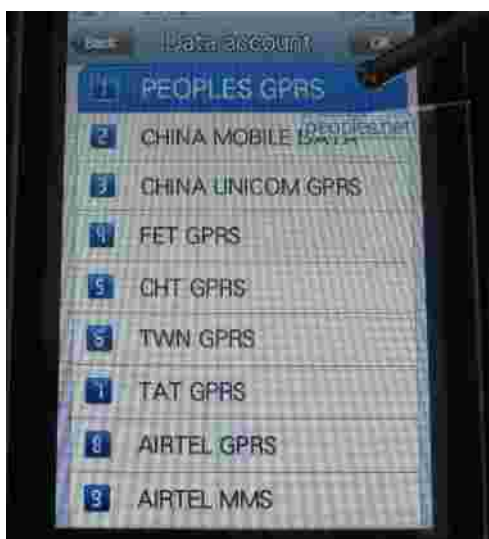 Back Data account OK
1 PEOPLES GPRS
peoples.net
2 CHINA MOBILE DATA
3 CHINA UNICOM GPRS
4 FET GPRS
5 CHT GPRS
6 TWN GPRS
7 TAT GPRS
8 AIRTEL GPRS
9 AIRTEL MMS